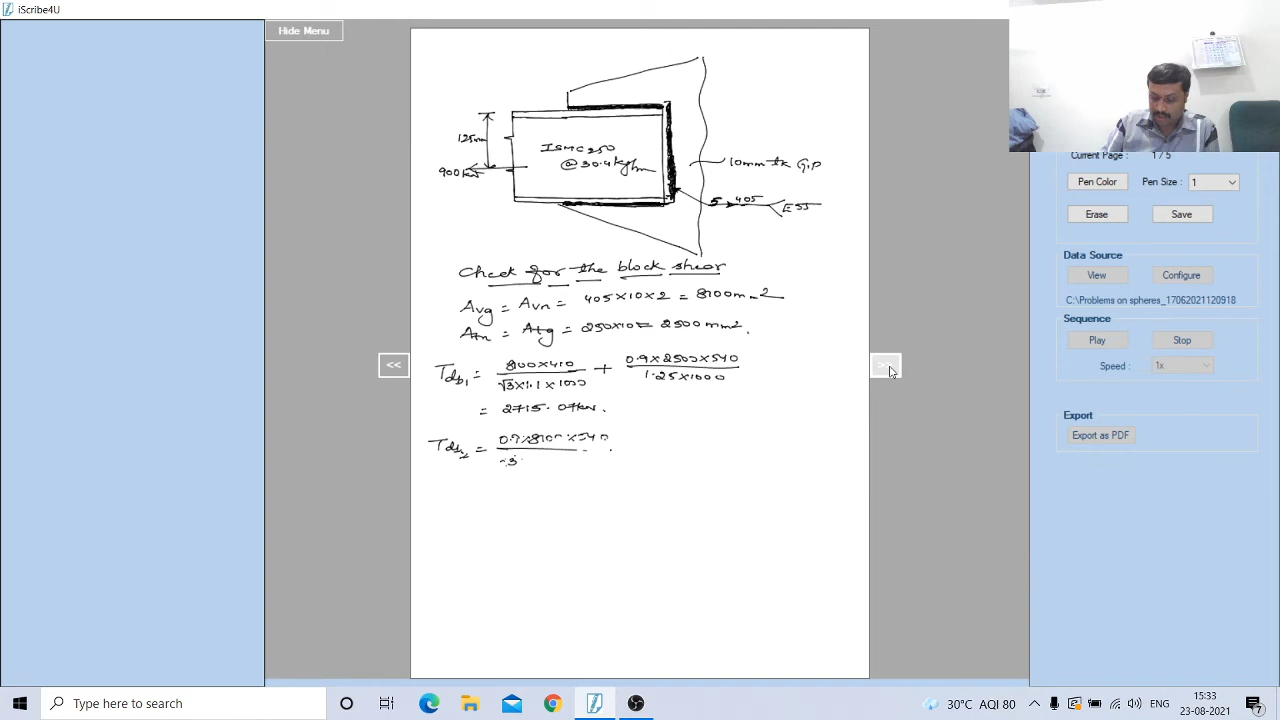 iScribe4U
Hide Menu
125mm
ISMC 250
@ 30.4kg/m
900kN
10mm tk G.P
5 405
Current Page : 1 / 5
Pen Color Pen Size : 1
Erase Save
Data Source
View Configure
C:\Problems on spheres_17062021120918
Sequence
Play Stop
Speed : 1x
Export
Export as PDF
<< >>
Check for the block shear
Avg = Avn = 405×10×2 = 8100mm2
Atn = Atg = 250×10 = 2500mm2.
Tdb1 = 8100×410 / √3×1.1×1000 + 0.9×2500×540 / 1.25×1000
= 2715.07kN.
Tdb2 = 0.9×8100×540
Type here to search
30°C AQI 80 ENG 15:33
23-08-2021 7